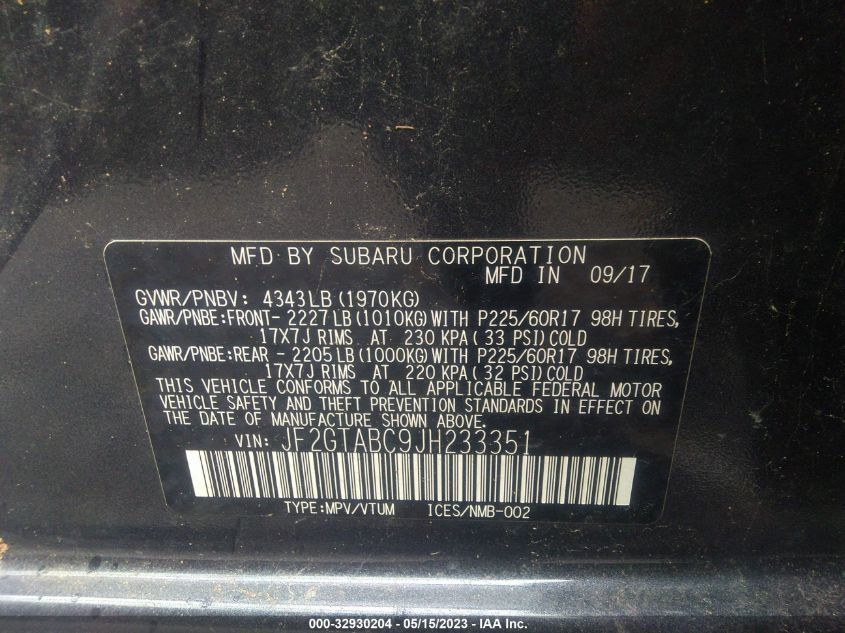 MFD BY SUBARU CORPORATION
MFD IN 09/17
GVWR/PNBV: 4343LB (1970KG)
GAWR/PNBE:FRONT- 2227LB (1010KG) WITH P225/60R17 98H TIRES,
17X7J RIMS AT 230 KPA ( 33 PSI) COLD
GAWR/PNBE:REAR - 2205LB (1000KG) WITH P225/60R17 98H TIRES,
17X7J RIMS AT 220 KPA ( 32 PSI) COLD
THIS VEHICLE CONFORMS TO ALL APPLICABLE FEDERAL MOTOR
VEHICLE SAFETY AND THEFT PREVENTION STANDARDS IN EFFECT ON
THE DATE OF MANUFACTURE SHOWN ABOVE.
VIN: JF2GTABC9JH233351
TYPE:MPV/VTUM ICES/NMB-002
000-32930204 - 05/15/2023 - IAA Inc.